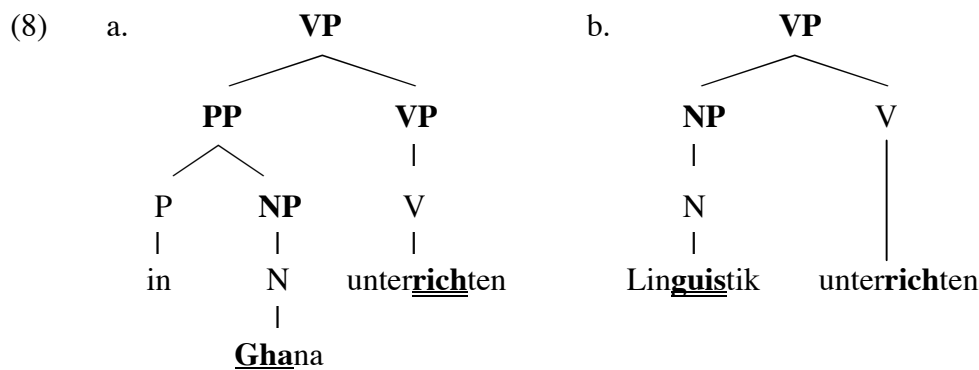 (8) a. VP b. VP
PP VP NP V
P NP V N
in N unterrichten Linguistik unterrichten
Ghana